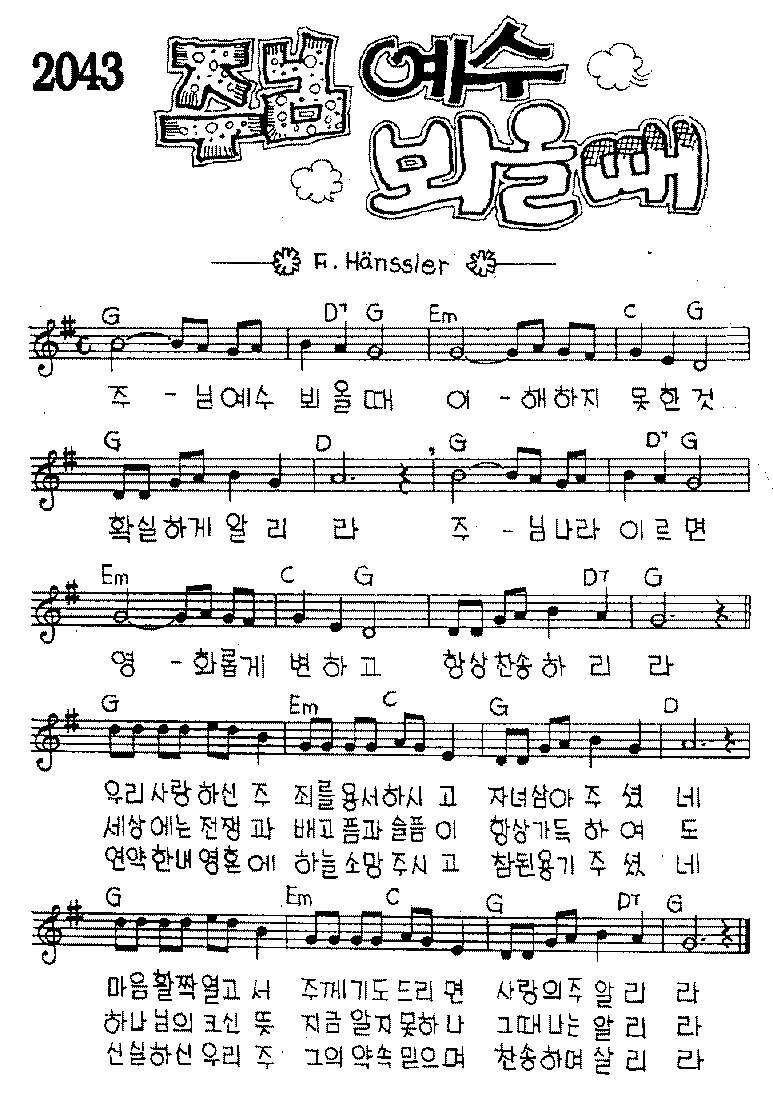 2043
주님 예수
뵈올때
F. Hänssler
G D7 G Em C G
주 - 님예수 뵈올때 이 - 해하지 못한것
G D G D7 G
확실하게 알 리 라 주 - 님나라 이르면
Em C G D7 G
영 - 화롭게 변하고 항상찬송하 리 라
G Em C G D
우리사랑하신 주 죄를용서하시 고 자녀삼아 주 셨 네
세상에는전쟁 과 배고픔과슬픔 이 항상가득 하 여 도
연약한내영혼 에 하늘소망주시 고 참된용기 주 셨 네
G Em C G D7 G
마음활짝열고 서 주께기도드리 면 사랑의주 알 리 라
하나님의크신 뜻 지금알지못하 나 그때나는 알 리 라
신실하신우리 주 그의약속믿으 며 찬송하며 살 리 라